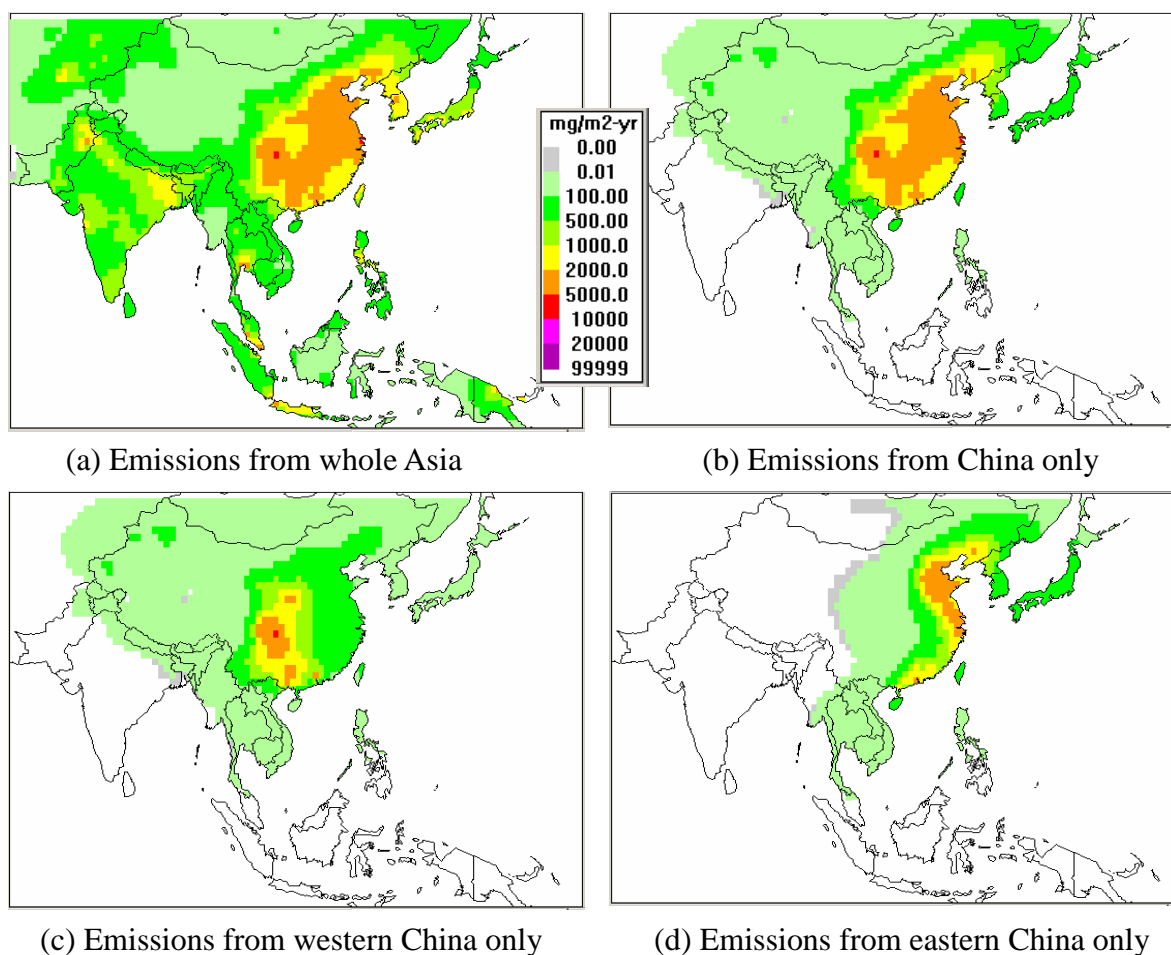 mg/m2-yr
0.00
0.01
100.00
500.00
1000.0
2000.0
5000.0
10000
20000
99999
(a) Emissions from whole Asia
(b) Emissions from China only
(c) Emissions from western China only
(d) Emissions from eastern China only